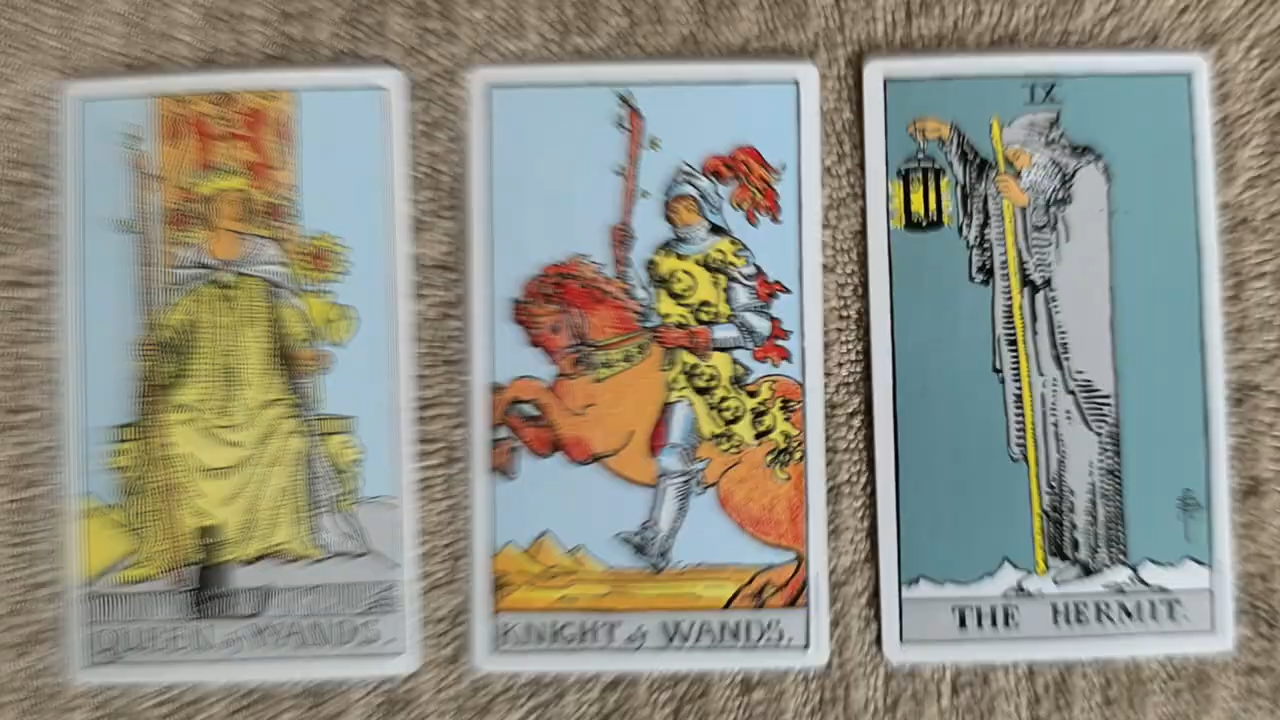 QUEEN of WANDS.
KNIGHT of WANDS.
IX
THE HERMIT.